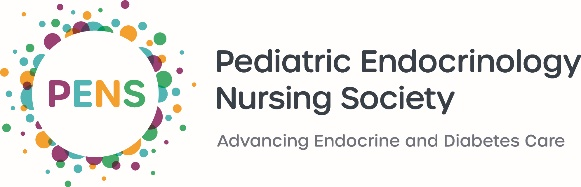 PENS
Pediatric Endocrinology
Nursing Society
Advancing Endocrine and Diabetes Care